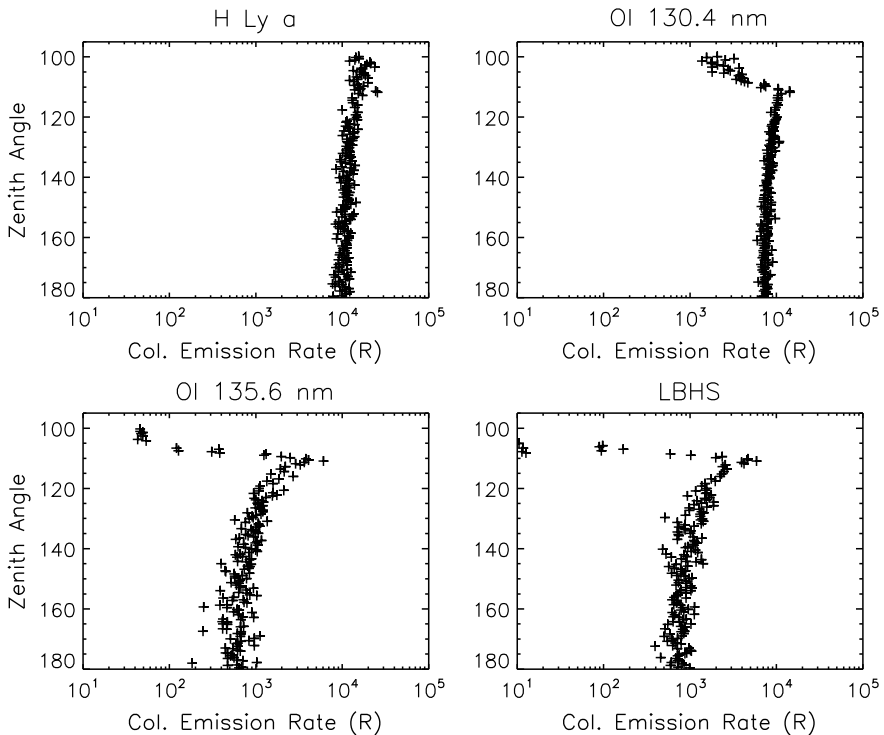 H Ly a
OI 130.4 nm
100
120
140
160
180
Zenith Angle
10^1 10^2 10^3 10^4 10^5
Col. Emission Rate (R)
100
120
140
160
180
10^1 10^2 10^3 10^4 10^5
Col. Emission Rate (R)
OI 135.6 nm
LBHS
100
120
140
160
180
Zenith Angle
10^1 10^2 10^3 10^4 10^5
Col. Emission Rate (R)
100
120
140
160
180
10^1 10^2 10^3 10^4 10^5
Col. Emission Rate (R)